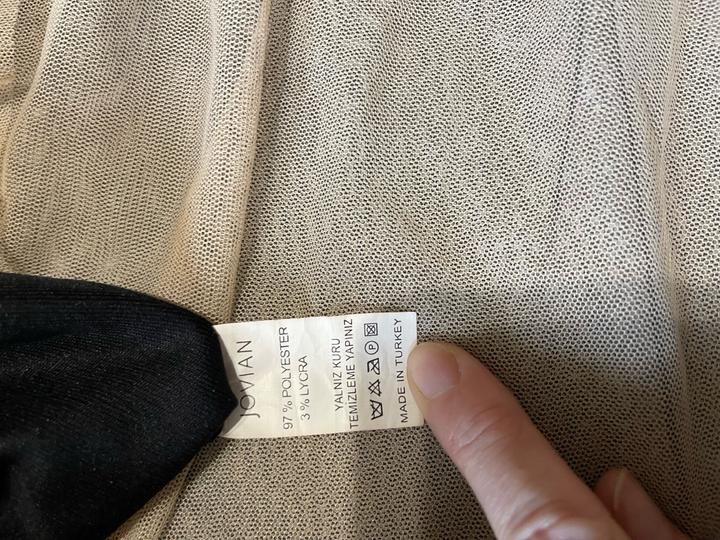 JOVIAN
97 % POLYESTER
3 % LYCRA
YALNIZ KURU
TEMİZLEME YAPINIZ
P
MADE IN TURKEY